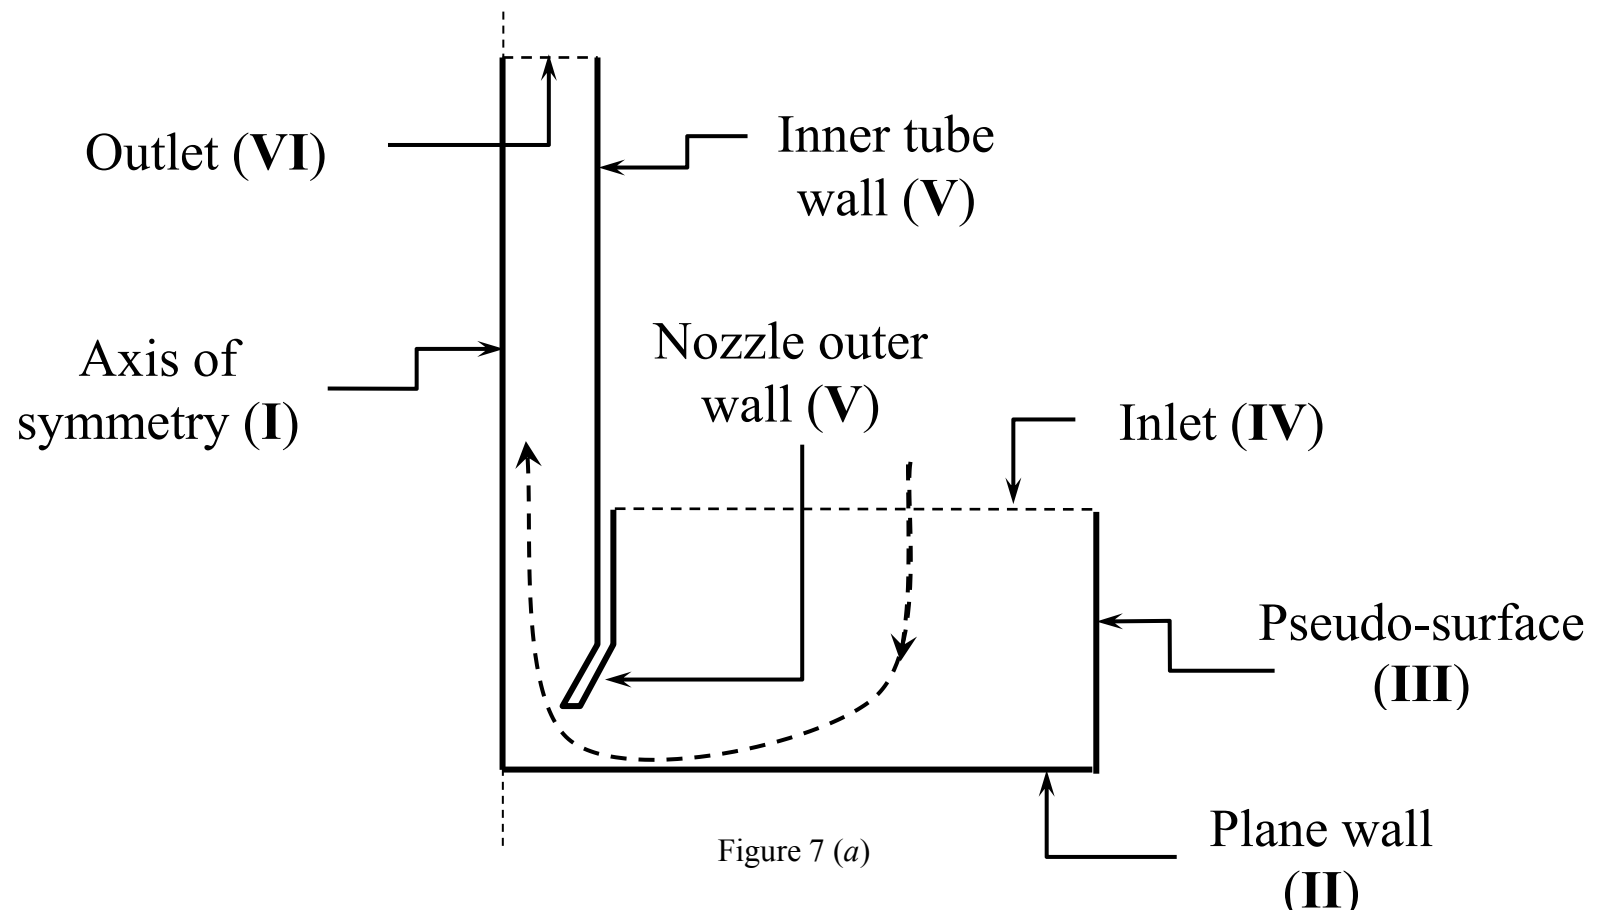 Outlet (VI)
Inner tube
wall (V)
Axis of
symmetry (I)
Nozzle outer
wall (V)
Inlet (IV)
Pseudo-surface
(III)
Plane wall
(II)
Figure 7 (a)